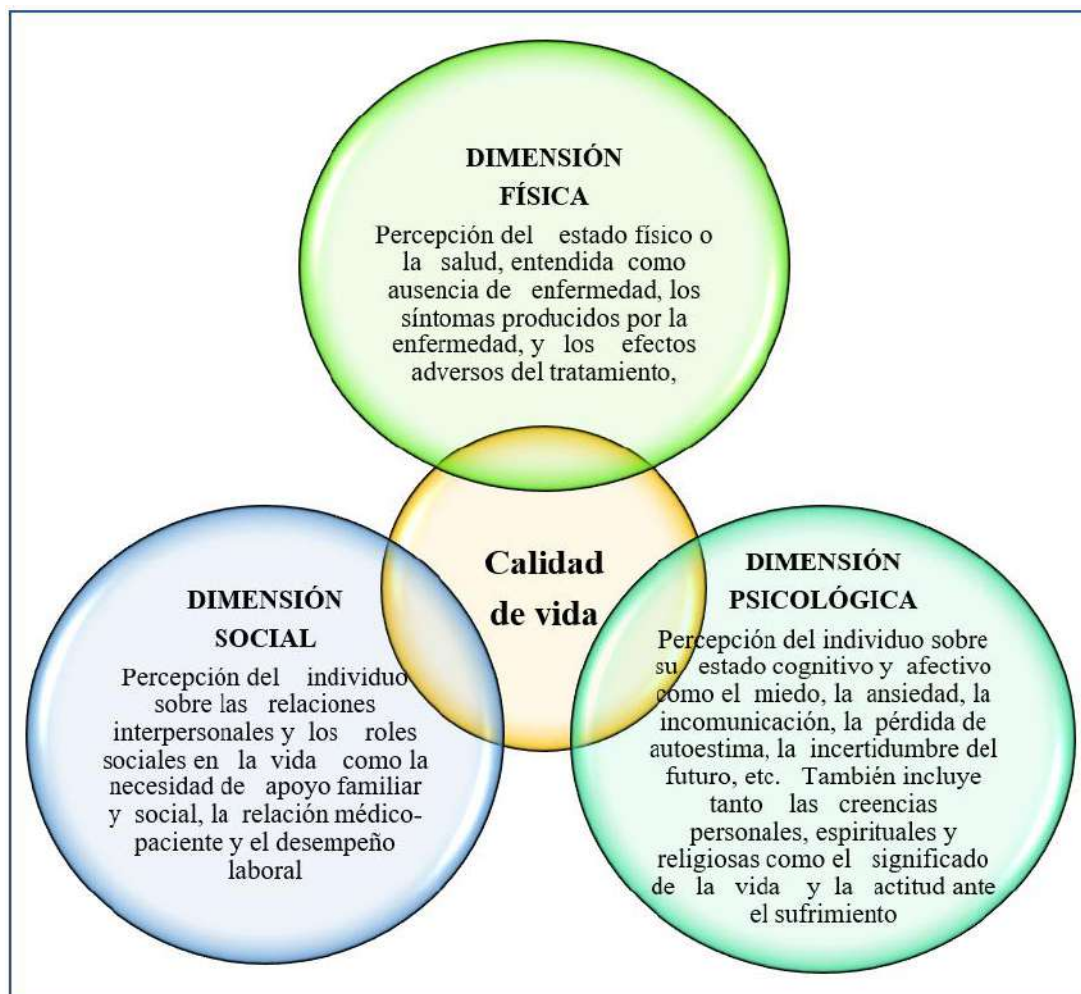 DIMENSIÓN
FÍSICA
Percepción del estado físico o
la salud, entendida como
ausencia de enfermedad, los
síntomas producidos por la
enfermedad, y los efectos
adversos del tratamiento,
Calidad
de vida
DIMENSIÓN
SOCIAL
Percepción del individuo
sobre las relaciones
interpersonales y los roles
sociales en la vida como la
necesidad de apoyo familiar
y social, la relación médico-
paciente y el desempeño
laboral
DIMENSIÓN
PSICOLÓGICA
Percepción del individuo sobre
su estado cognitivo y afectivo
como el miedo, la ansiedad, la
incomunicación, la pérdida de
autoestima, la incertidumbre del
futuro, etc. También incluye
tanto las creencias
personales, espirituales y
religiosas como el significado
de la vida y la actitud ante
el sufrimiento